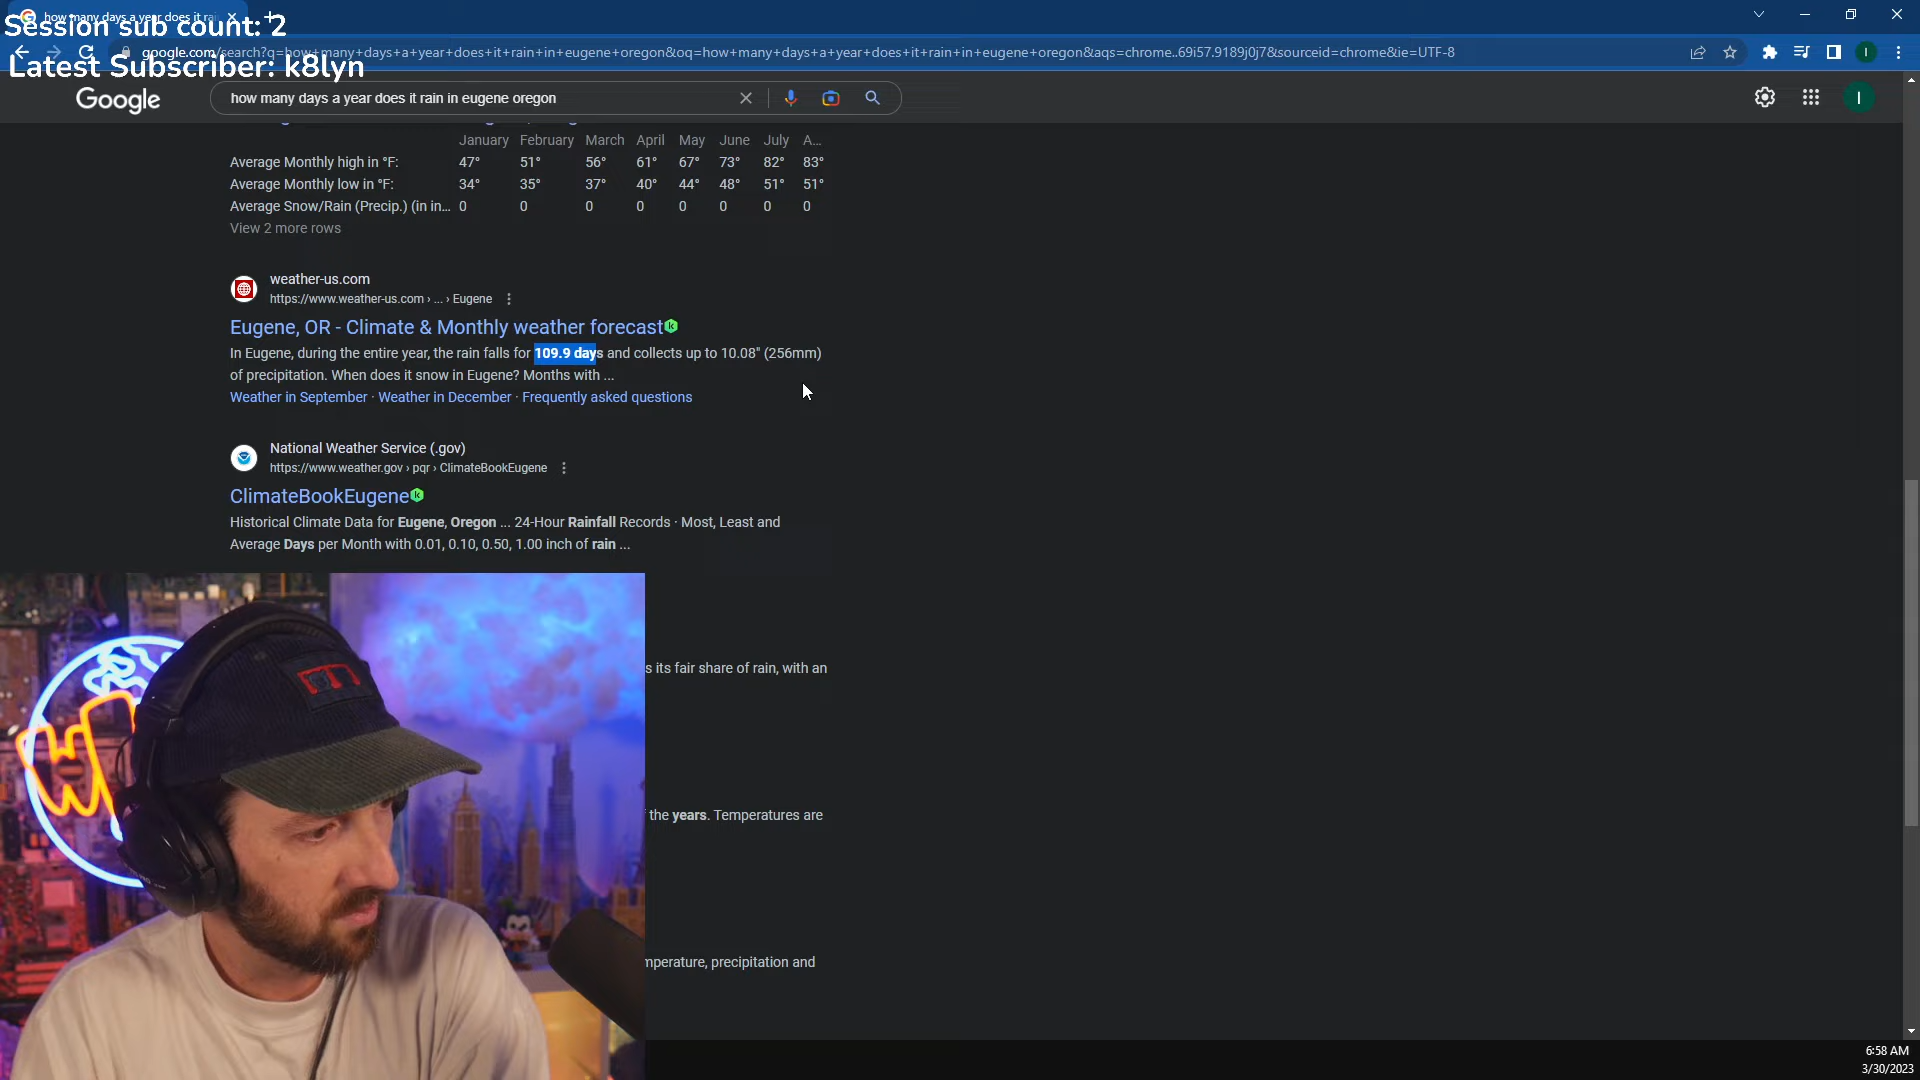 how many days a year does it rai
Session sub count: 2
google.com/search?q=how+many+days+a+year+does+it+rain+in+eugene+oregon&oq=how+many+days+a+year+does+it+rain+in+eugene+oregon&aqs=chrome..69i57.9189j0j7&sourceid=chrome&ie=UTF-8
Latest Subscriber: k8lyn
Google
how many days a year does it rain in eugene oregon
January February March April May June July A...
Average Monthly high in °F: 47° 51° 56° 61° 67° 73° 82° 83°
Average Monthly low in °F: 34° 35° 37° 40° 44° 48° 51° 51°
Average Snow/Rain (Precip.) (in in... 0 0 0 0 0 0 0 0
View 2 more rows
weather-us.com
https://www.weather-us.com › ... › Eugene
Eugene, OR - Climate & Monthly weather forecast
In Eugene, during the entire year, the rain falls for 109.9 days and collects up to 10.08" (256mm)
of precipitation. When does it snow in Eugene? Months with ...
Weather in September · Weather in December · Frequently asked questions
National Weather Service (.gov)
https://www.weather.gov › pqr › ClimateBookEugene
ClimateBookEugene
Historical Climate Data for Eugene, Oregon ... 24-Hour Rainfall Records · Most, Least and
Average Days per Month with 0.01, 0.10, 0.50, 1.00 inch of rain ...
s its fair share of rain, with an
the years. Temperatures are
mperature, precipitation and
6:58 AM
3/30/2023